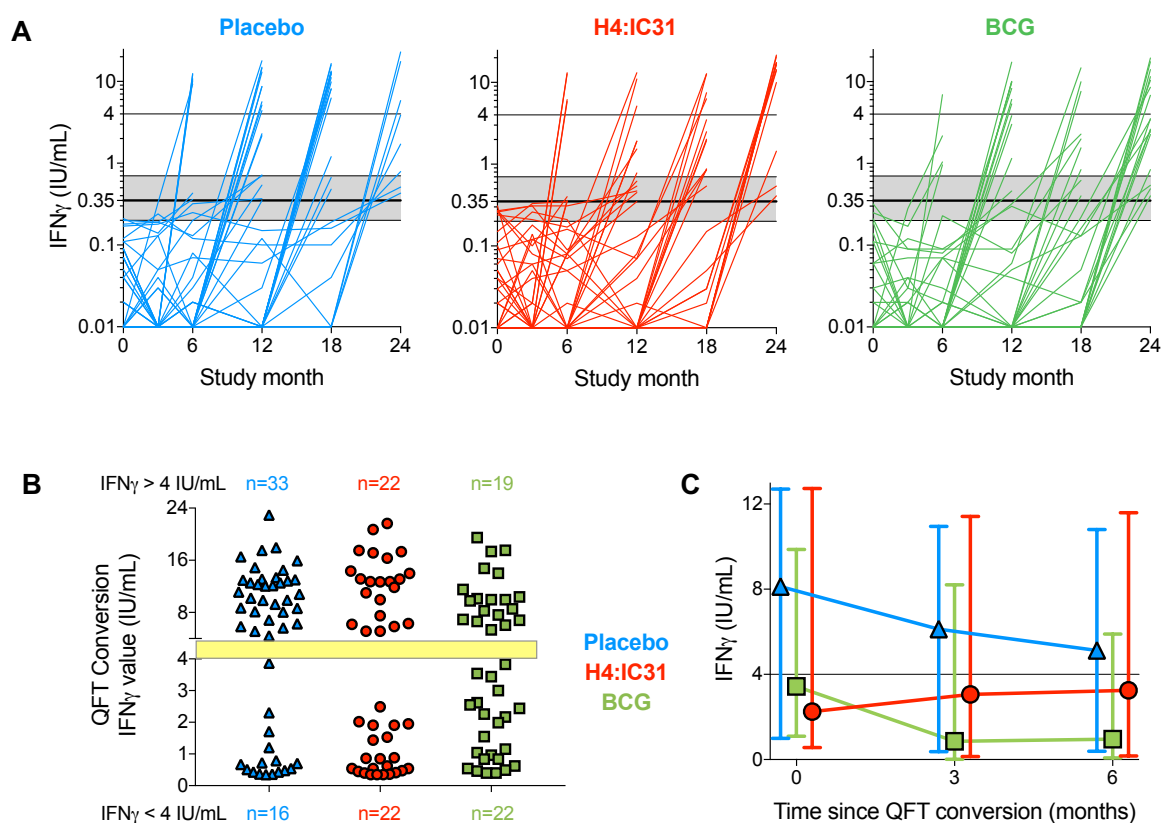 A
Placebo
H4:IC31
BCG
IFNγ (IU/mL)
10
4
1
0.35
0.1
0.01
0
6
12
18
24
Study month
10
4
1
0.35
0.1
0.01
0
6
12
18
24
Study month
10
4
1
0.35
0.1
0.01
0
6
12
18
24
Study month
B
IFNγ > 4 IU/mL
n=33
n=22
n=19
QFT Conversion
IFNγ value (IU/mL)
24
16
8
4
3
2
1
0
IFNγ < 4 IU/mL
n=16
n=22
n=22
Placebo
H4:IC31
BCG
C
IFNγ (IU/mL)
12
8
4
0
0
3
6
Time since QFT conversion (months)